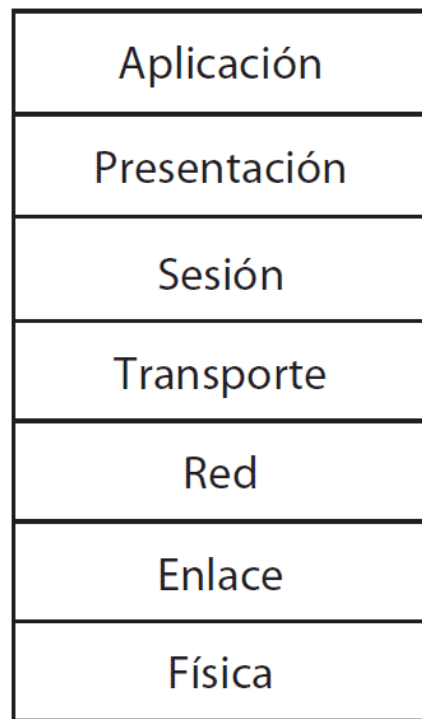 Aplicación
Presentación
Sesión
Transporte
Red
Enlace
Física